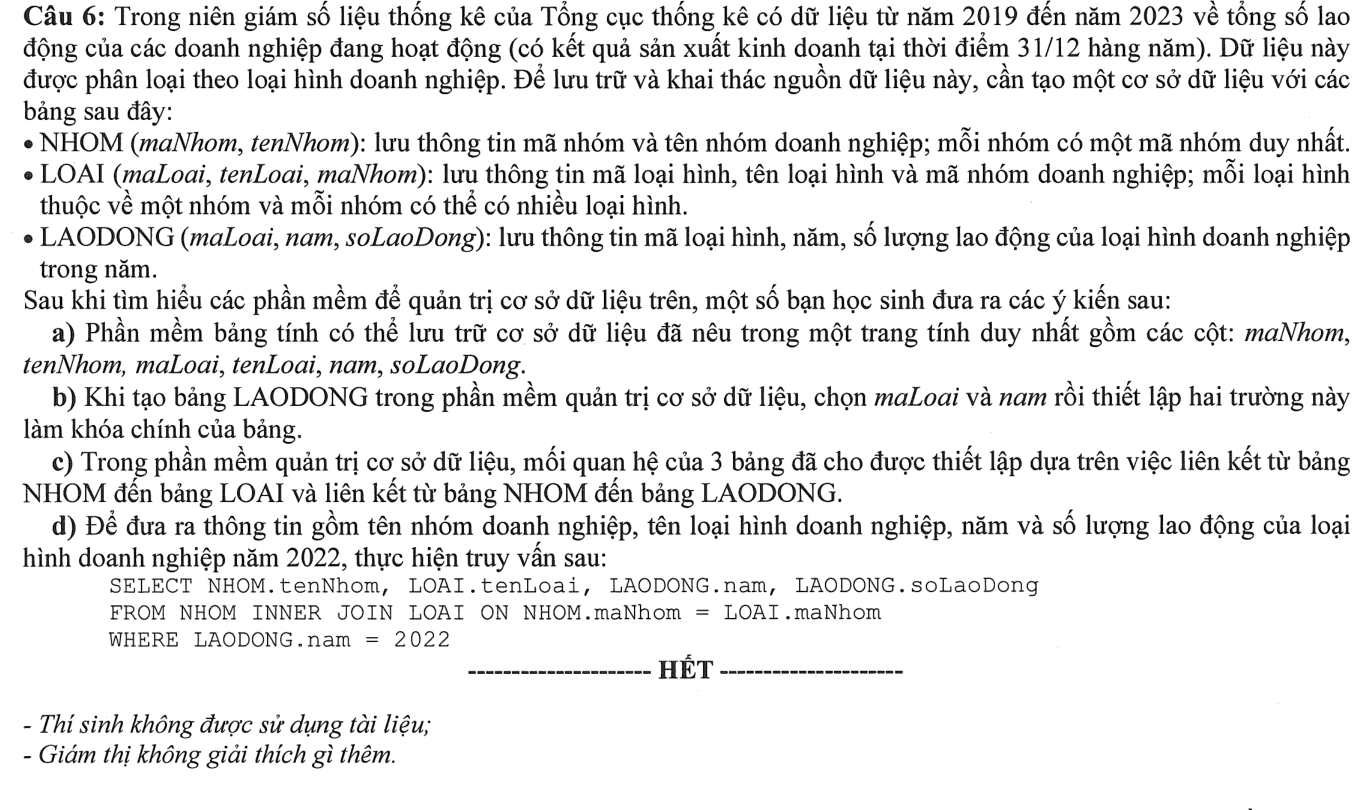 Câu 6: Trong niên giám số liệu thống kê của Tổng cục thống kê có dữ liệu từ năm 2019 đến năm 2023 về tổng số lao
động của các doanh nghiệp đang hoạt động (có kết quả sản xuất kinh doanh tại thời điểm 31/12 hàng năm). Dữ liệu này
được phân loại theo loại hình doanh nghiệp. Để lưu trữ và khai thác nguồn dữ liệu này, cần tạo một cơ sở dữ liệu với các
bảng sau đây:
• NHOM (maNhom, tenNhom): lưu thông tin mã nhóm và tên nhóm doanh nghiệp; mỗi nhóm có một mã nhóm duy nhất.
• LOAI (maLoai, tenLoai, maNhom): lưu thông tin mã loại hình, tên loại hình và mã nhóm doanh nghiệp; mỗi loại hình
thuộc về một nhóm và mỗi nhóm có thể có nhiều loại hình.
• LAODONG (maLoai, nam, soLaoDong): lưu thông tin mã loại hình, năm, số lượng lao động của loại hình doanh nghiệp
trong năm.
Sau khi tìm hiểu các phần mềm để quản trị cơ sở dữ liệu trên, một số bạn học sinh đưa ra các ý kiến sau:
a) Phần mềm bảng tính có thể lưu trữ cơ sở dữ liệu đã nêu trong một trang tính duy nhất gồm các cột: maNhom,
tenNhom, maLoai, tenLoai, nam, soLaoDong.
b) Khi tạo bảng LAODONG trong phần mềm quản trị cơ sở dữ liệu, chọn maLoai và nam rồi thiết lập hai trường này
làm khóa chính của bảng.
c) Trong phần mềm quản trị cơ sở dữ liệu, mối quan hệ của 3 bảng đã cho được thiết lập dựa trên việc liên kết từ bảng
NHOM đến bảng LOAI và liên kết từ bảng NHOM đến bảng LAODONG.
d) Để đưa ra thông tin gồm tên nhóm doanh nghiệp, tên loại hình doanh nghiệp, năm và số lượng lao động của loại
hình doanh nghiệp năm 2022, thực hiện truy vấn sau:
SELECT NHOM.tenNhom, LOAI.tenLoai, LAODONG.nam, LAODONG.soLaoDong
FROM NHOM INNER JOIN LOAI ON NHOM.maNhom = LOAI.maNhom
WHERE LAODONG.nam = 2022
--------------------- HẾT ---------------------
- Thí sinh không được sử dụng tài liệu;
- Giám thị không giải thích gì thêm.